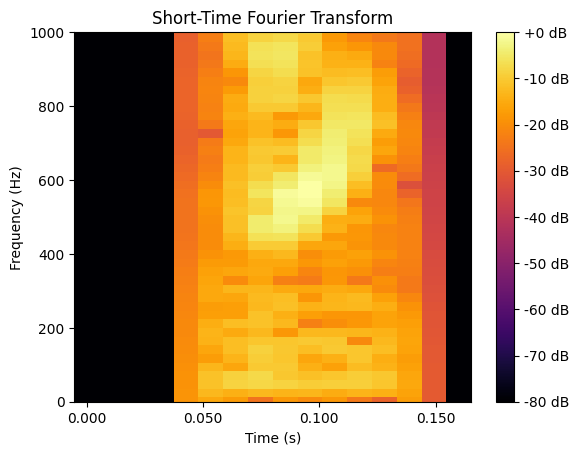 Short-Time Fourier Transform
1000
800
600
400
200
0
Frequency (Hz)
0.000
0.050
0.100
0.150
Time (s)
+0 dB
-10 dB
-20 dB
-30 dB
-40 dB
-50 dB
-60 dB
-70 dB
-80 dB